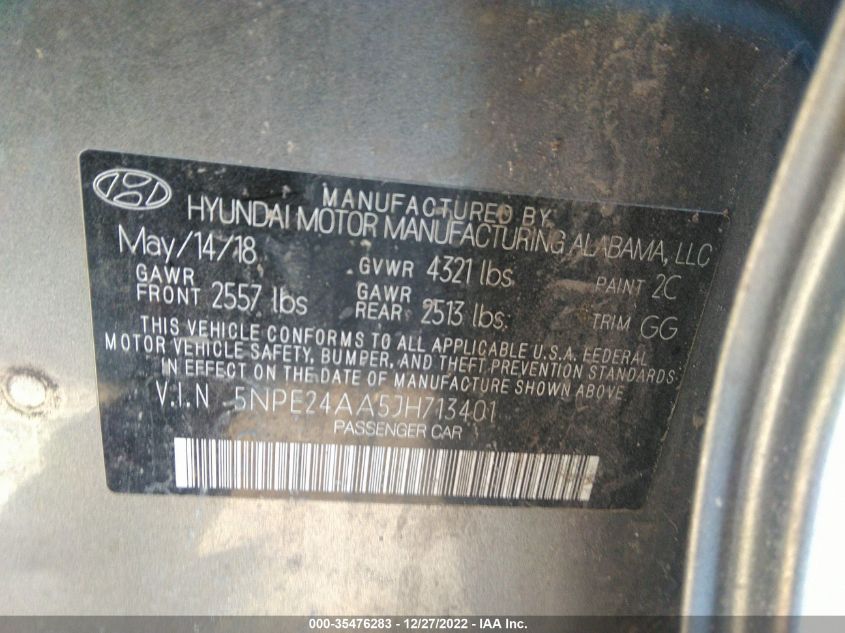 MANUFACTURED BY
HYUNDAI MOTOR MANUFACTURING ALABAMA, LLC
May/14/18 GVWR 4321 lbs PAINT 2C
GAWR FRONT 2557 lbs GAWR REAR 2513 lbs. TRIM GG
THIS VEHICLE CONFORMS TO ALL APPLICABLE U.S.A. FEDERAL
MOTOR VEHICLE SAFETY, BUMPER, AND THEFT PREVENTION STANDARDS
IN EFFECT ON THE DATE OF MANUFACTURE SHOWN ABOVE
V.I.N 5NPE24AA5JH713401
PASSENGER CAR
000-35476283 - 12/27/2022 - IAA Inc.